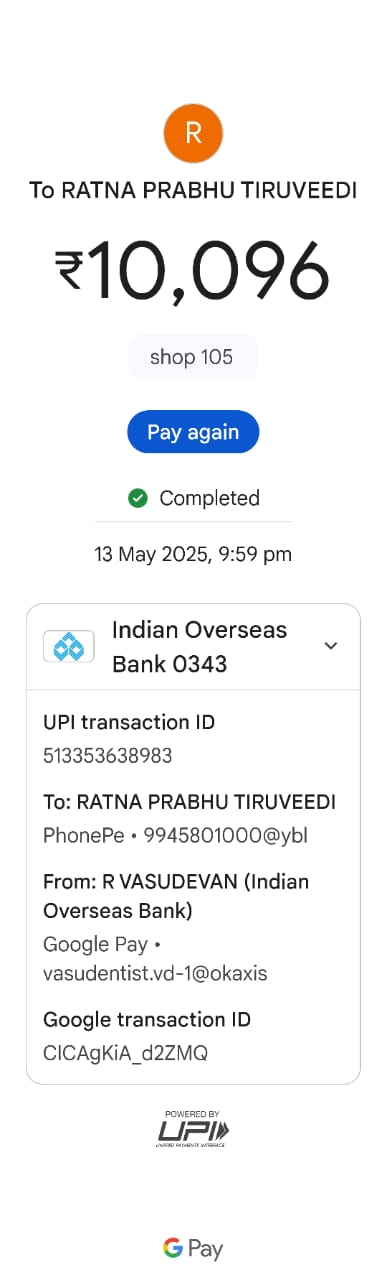 R
To RATNA PRABHU TIRUVEEDI
₹10,096
shop 105
Pay again
Completed
13 May 2025, 9:59 pm
Indian Overseas
Bank 0343
UPI transaction ID
513353638983
To: RATNA PRABHU TIRUVEEDI
PhonePe • 9945801000@ybl
From: R VASUDEVAN (Indian
Overseas Bank)
Google Pay •
vasudentist.vd-1@okaxis
Google transaction ID
CICAgKiA_d2ZMQ
POWERED BY
UPI
UNIFIED PAYMENTS INTERFACE
G Pay